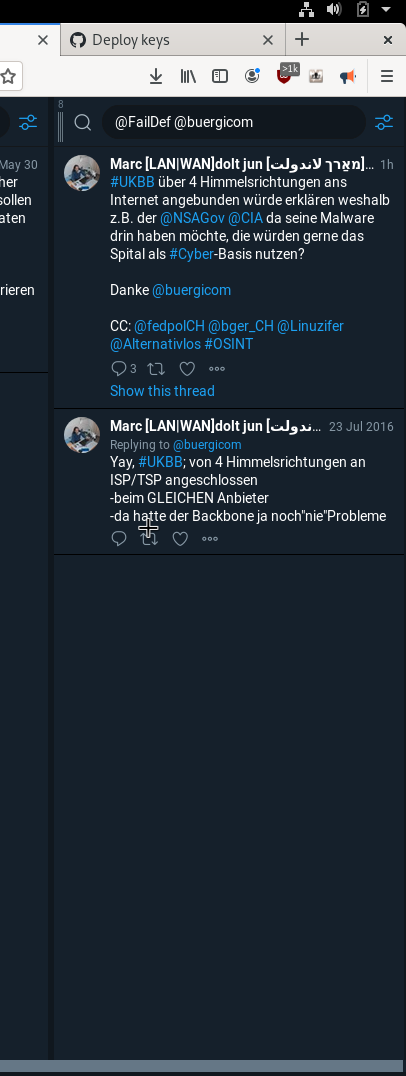 Deploy keys
>1k
8
@FailDef @buergicom
May 30
her
sollen
aten
rieren
Marc [LAN|WAN]dolt jun [מאַרך לאַנדולת]… 1h
#UKBB über 4 Himmelsrichtungen ans
Internet angebunden würde erklären weshalb
z.B. der @NSAGov @CIA da seine Malware
drin haben möchte, die würden gerne das
Spital als #Cyber-Basis nutzen?
Danke @buergicom
CC: @fedpolCH @bger_CH @Linuzifer
@Alternativlos #OSINT
3
Show this thread
Marc [LAN|WAN]dolt jun [… 23 Jul 2016
Replying to @buergicom
Yay, #UKBB; von 4 Himmelsrichtungen an
ISP/TSP angeschlossen
-beim GLEICHEN Anbieter
-da hatte der Backbone ja noch"nie"Probleme